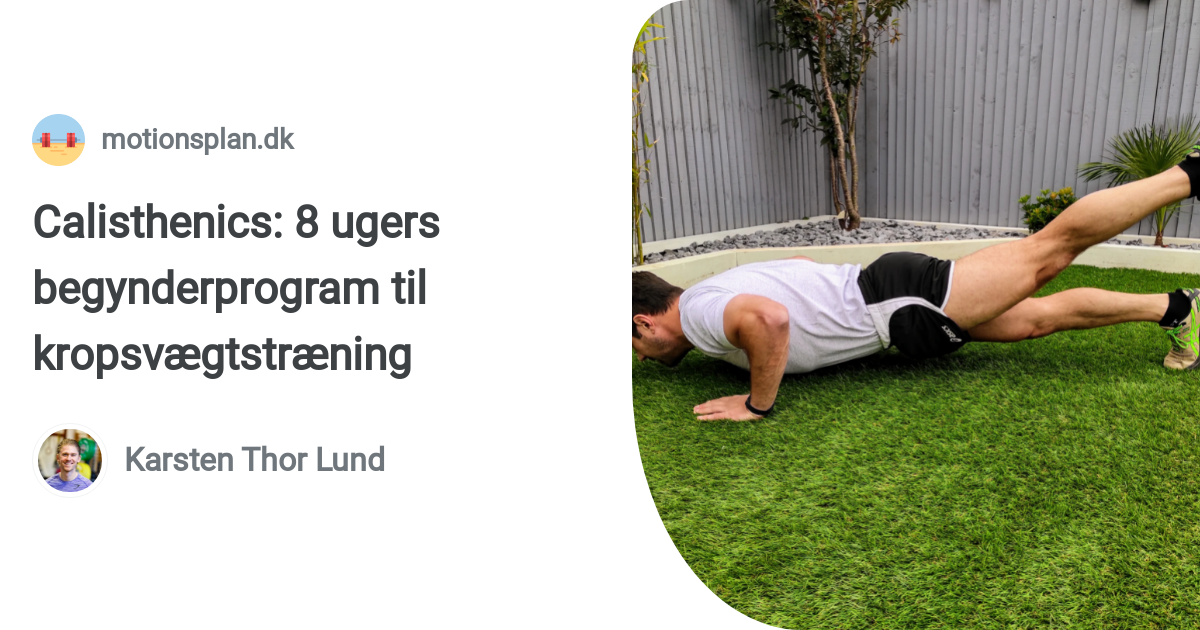 motionsplan.dk
Calisthenics: 8 ugers
begynderprogram til
kropsvægtstræning
Karsten Thor Lund